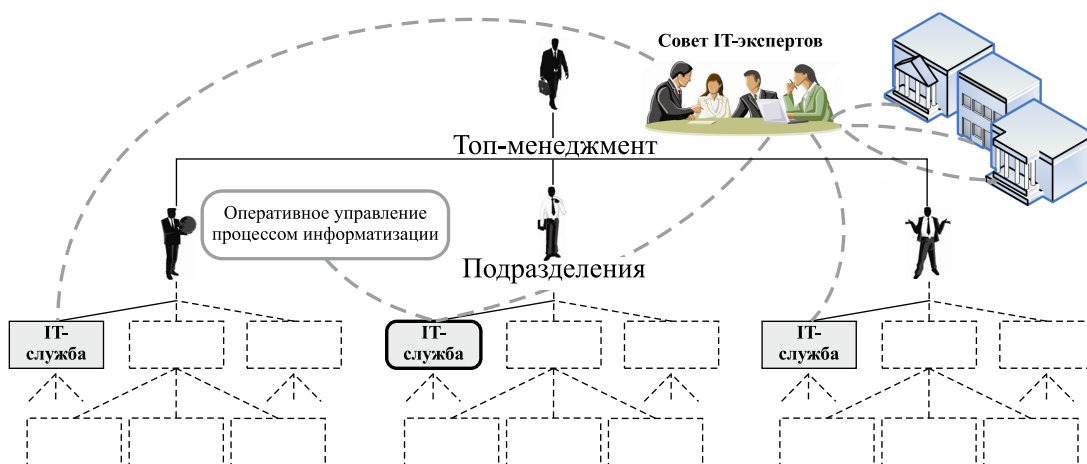 Совет IT-экспертов
Топ-менеджмент
Оперативное управление
процессом информатизации
Подразделения
IT-
служба
IT-
служба
IT-
служба